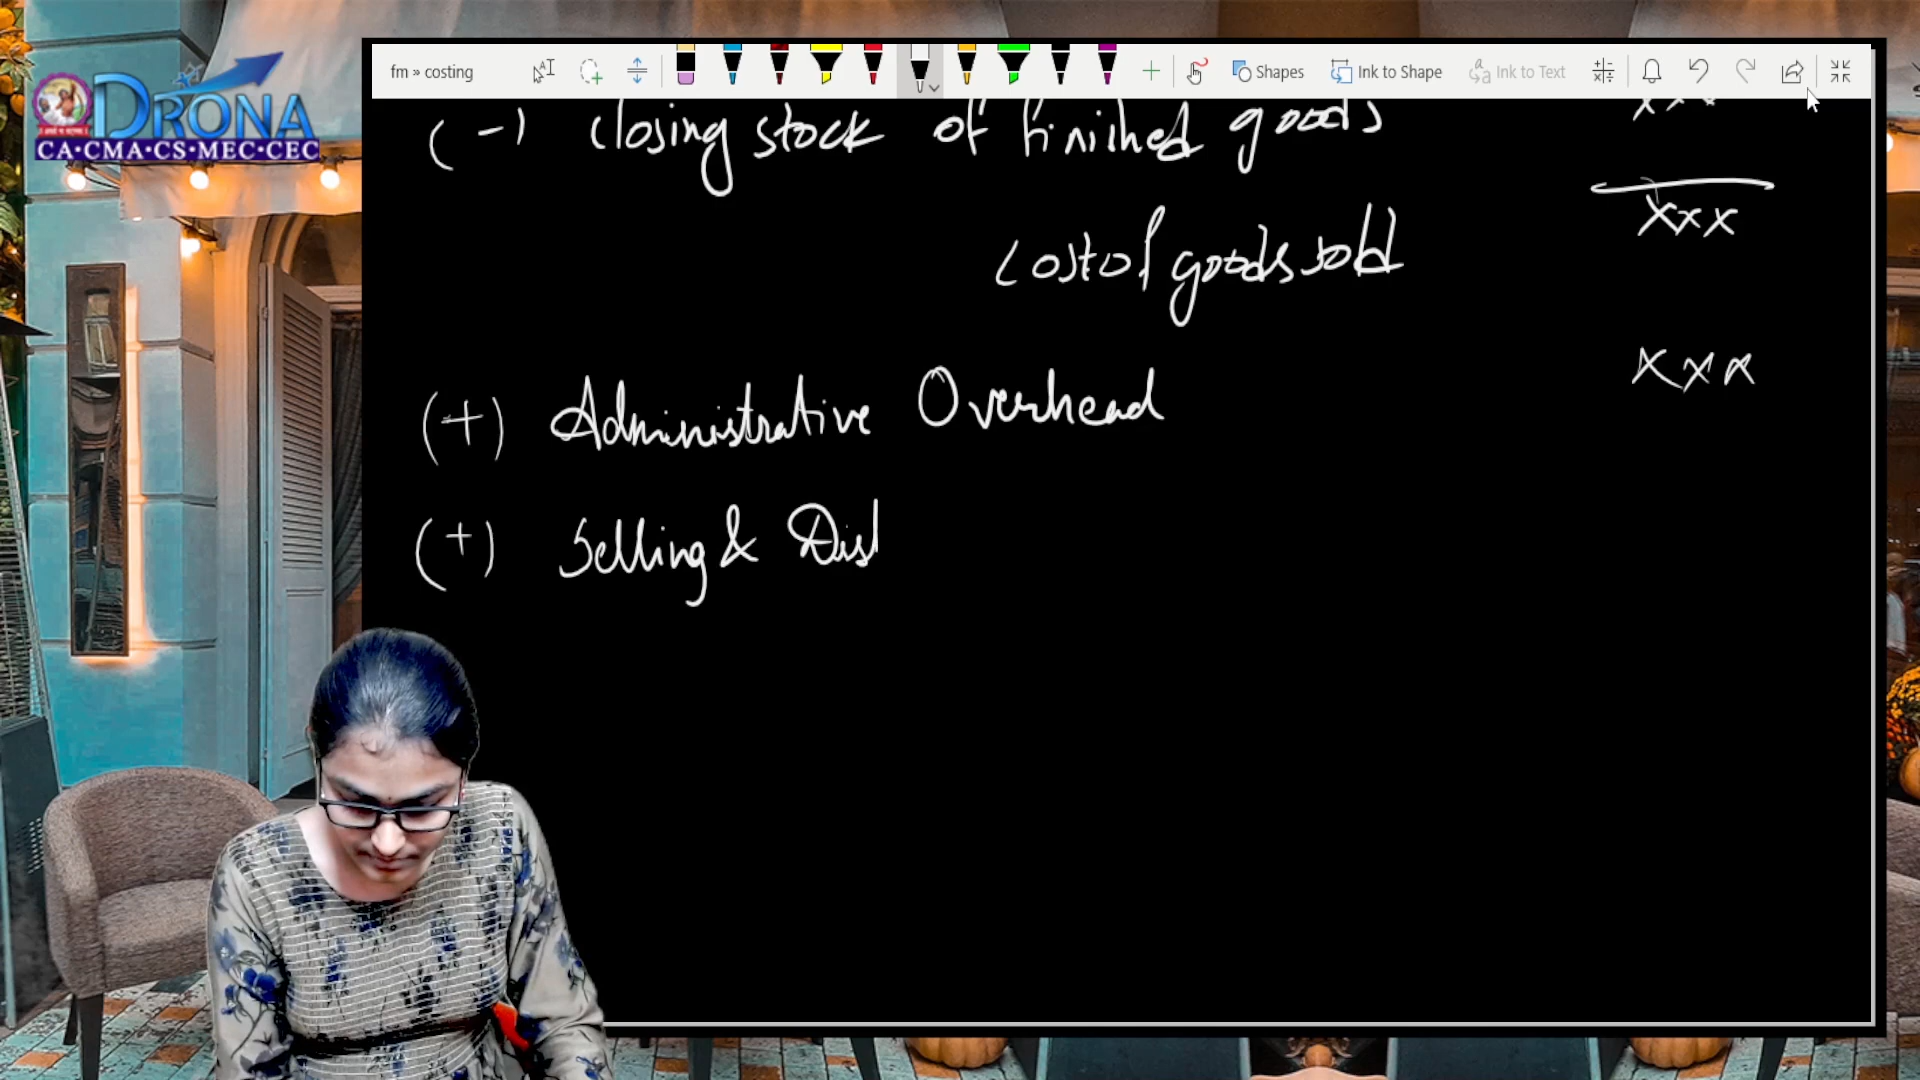 DRONA
CA•CMA•CS•MEC•CEC
fm » costing
Shapes
Ink to Shape
Ink to Text
(-) closing stock of finished goods xxx
xxx
cost of goods sold
xxx
(+) Administrative Overhead
(+) Selling & Dist